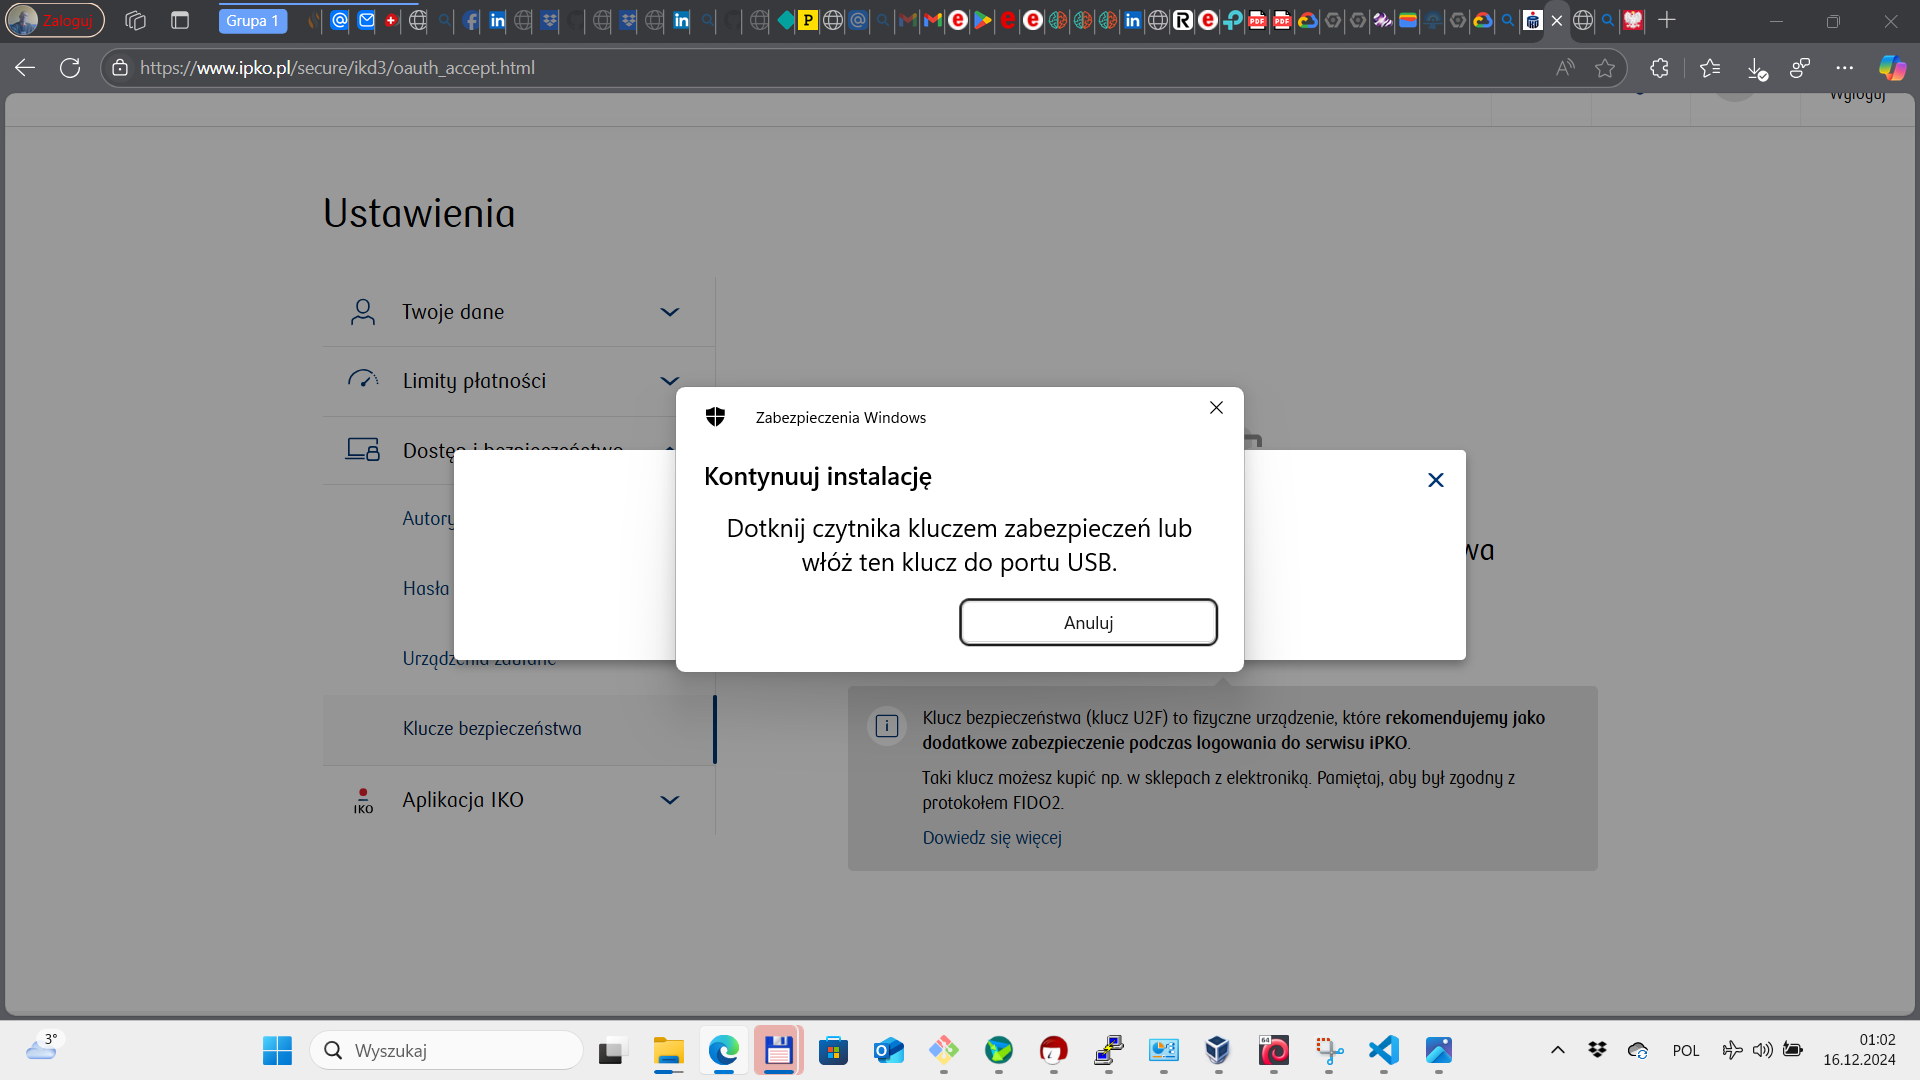 Zaloguj
Grupa 1
https://www.ipko.pl/secure/ikd3/oauth_accept.html
Wyloguj
Ustawienia
Twoje dane
Limity płatności
Zabezpieczenia Windows
Kontynuuj instalację
Dotknij czytnika kluczem zabezpieczeń lub
włóż ten klucz do portu USB.
Anuluj
Dostęp i bezpieczeństwo
Autory
Hasła
Urządzenia zaufane
Klucze bezpieczeństwa
Aplikacja IKO
IKO
wa
Klucz bezpieczeństwa (klucz U2F) to fizyczne urządzenie, które rekomendujemy jako
dodatkowe zabezpieczenie podczas logowania do serwisu iPKO.
Taki klucz możesz kupić np. w sklepach z elektroniką. Pamiętaj, aby był zgodny z
protokołem FIDO2.
Dowiedz się więcej
3°
Wyszukaj
64
POL
01:02
16.12.2024